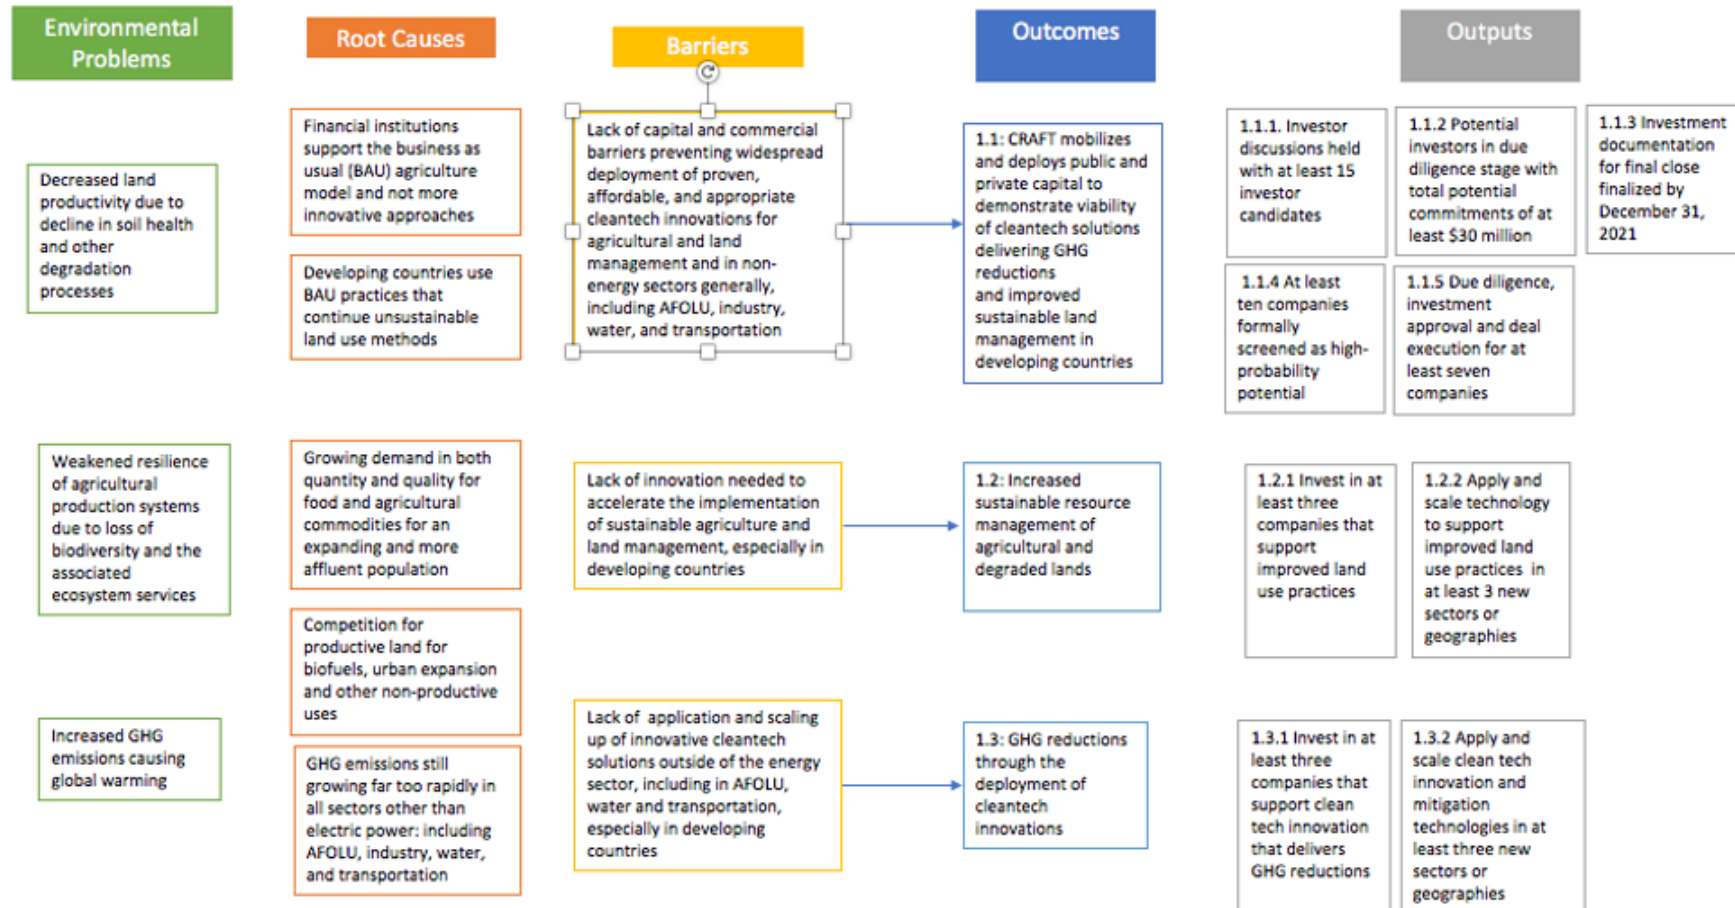 Environmental
Problems
Root Causes
Barriers
Outcomes
Outputs
Decreased land
productivity due to
decline in soil health
and other
degradation
processes
Weakened resilience
of agricultural
production systems
due to loss of
biodiversity and the
associated
ecosystem services
Increased GHG
emissions causing
global warming
Financial institutions
support the business as
usual (BAU) agriculture
model and not more
innovative approaches
Developing countries use
BAU practices that
continue unsustainable
land use methods
Growing demand in both
quantity and quality for
food and agricultural
commodities for an
expanding and more
affluent population
Competition for
productive land for
biofuels, urban expansion
and other non-productive
uses
GHG emissions still
growing far too rapidly in
all sectors other than
electric power: including
AFOLU, industry, water,
and transportation
Lack of capital and commercial
barriers preventing widespread
deployment of proven,
affordable, and appropriate
cleantech innovations for
agricultural and land
management and in non-
energy sectors generally,
including AFOLU, industry,
water, and transportation
Lack of innovation needed to
accelerate the implementation
of sustainable agriculture and
land management, especially in
developing countries
Lack of application and scaling
up of innovative cleantech
solutions outside of the energy
sector, including in AFOLU,
water and transportation,
especially in developing
countries
1.1: CRAFT mobilizes
and deploys public and
private capital to
demonstrate viability
of cleantech solutions
delivering GHG
reductions
and improved
sustainable land
management in
developing countries
1.2: Increased
sustainable resource
management of
agricultural and
degraded lands
1.3: GHG reductions
through the
deployment of
cleantech
innovations
1.1.1. Investor
discussions held
with at least 15
investor
candidates
1.1.2 Potential
investors in due
diligence stage with
total potential
commitments of at
least $30 million
1.1.3 Investment
documentation
for final close
finalized by
December 31,
2021
1.1.4 At least
ten companies
formally
screened as high-
probability
potential
1.1.5 Due diligence,
investment
approval and deal
execution for at
least seven
companies
1.2.1 Invest in at
least three
companies that
support
improved land
use practices
1.2.2 Apply and
scale technology
to support
improved land
use practices in
at least 3 new
sectors or
geographies
1.3.1 Invest in at
least three
companies that
support clean
tech innovation
that delivers
GHG reductions
1.3.2 Apply and
scale clean tech
innovation and
mitigation
technologies in at
least three new
sectors or
geographies